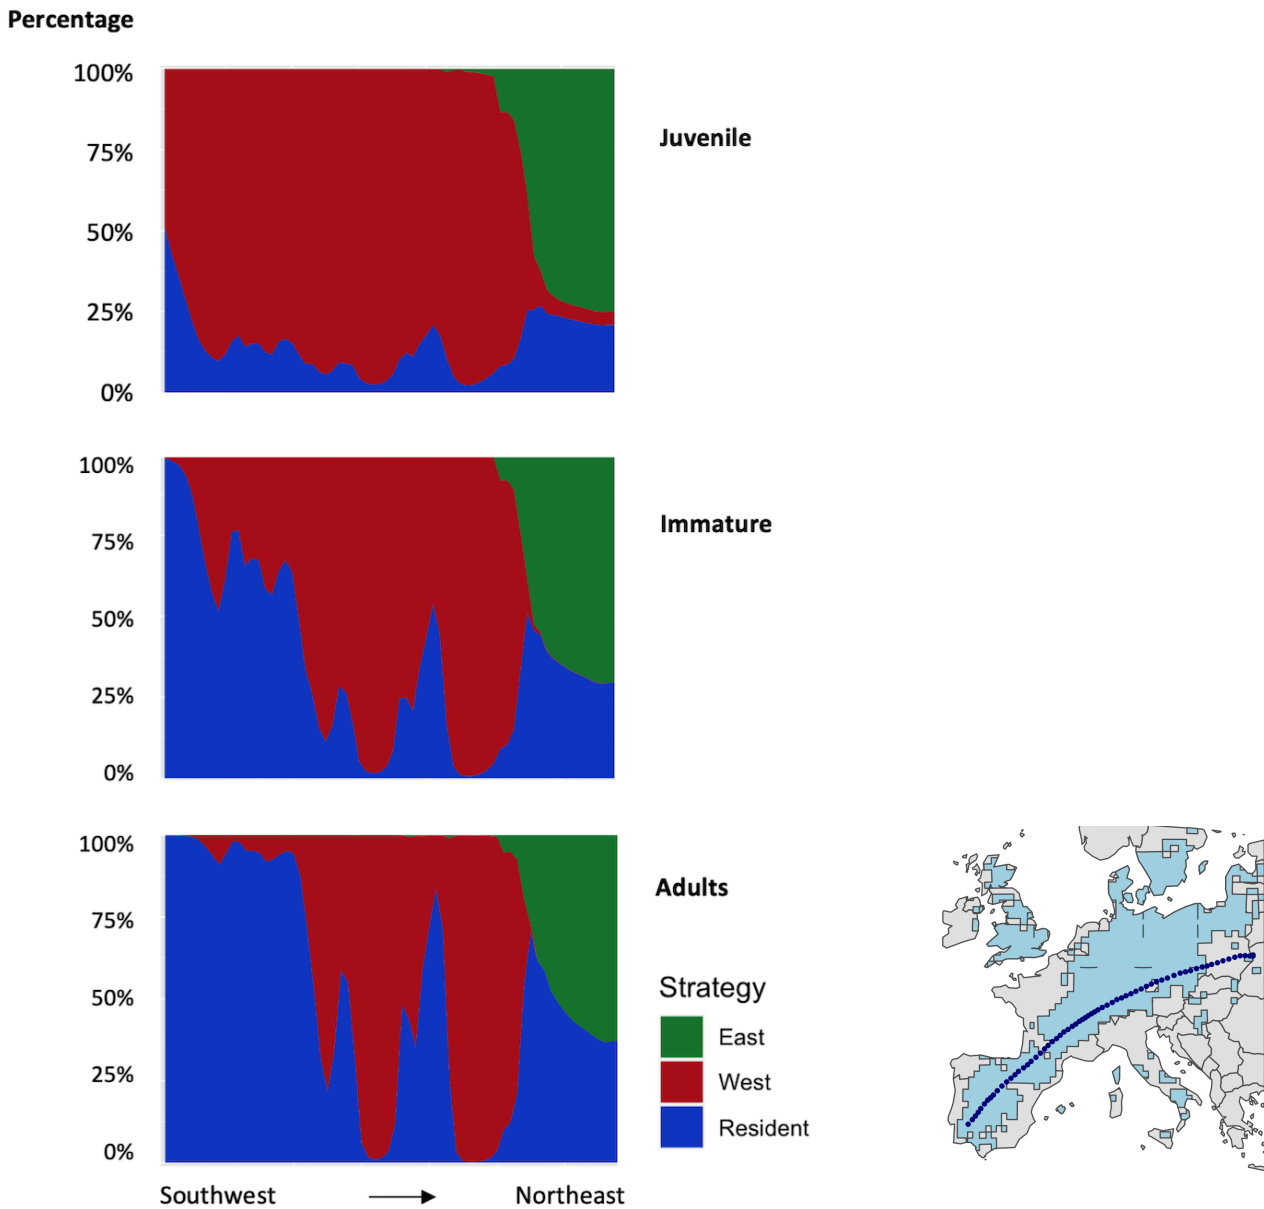 Percentage
100%
75%
50%
25%
0%
Juvenile
100%
75%
50%
25%
0%
Immature
100%
75%
50%
25%
0%
Adults
Strategy
East
West
Resident
Southwest
Northeast